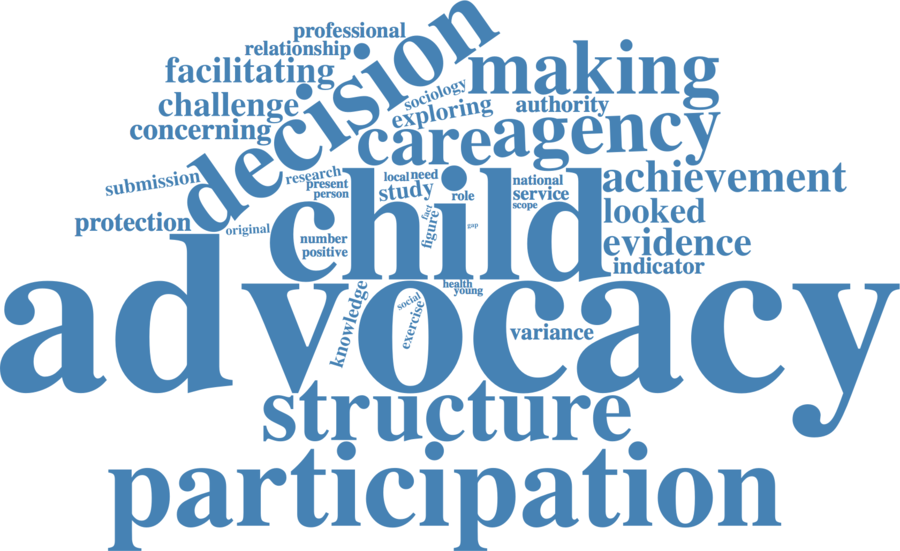 professional
relationship
decision
making
facilitating
sociology
challenge
exploring
authority
concerning
care
agency
submission
research
present
person
local
need
study
role
national
service
scope
achievement
child
protection
original
number
positive
fact
figure
gap
looked
evidence
indicator
advocacy
health
young
knowledge
social
exercise
variance
structure
participation